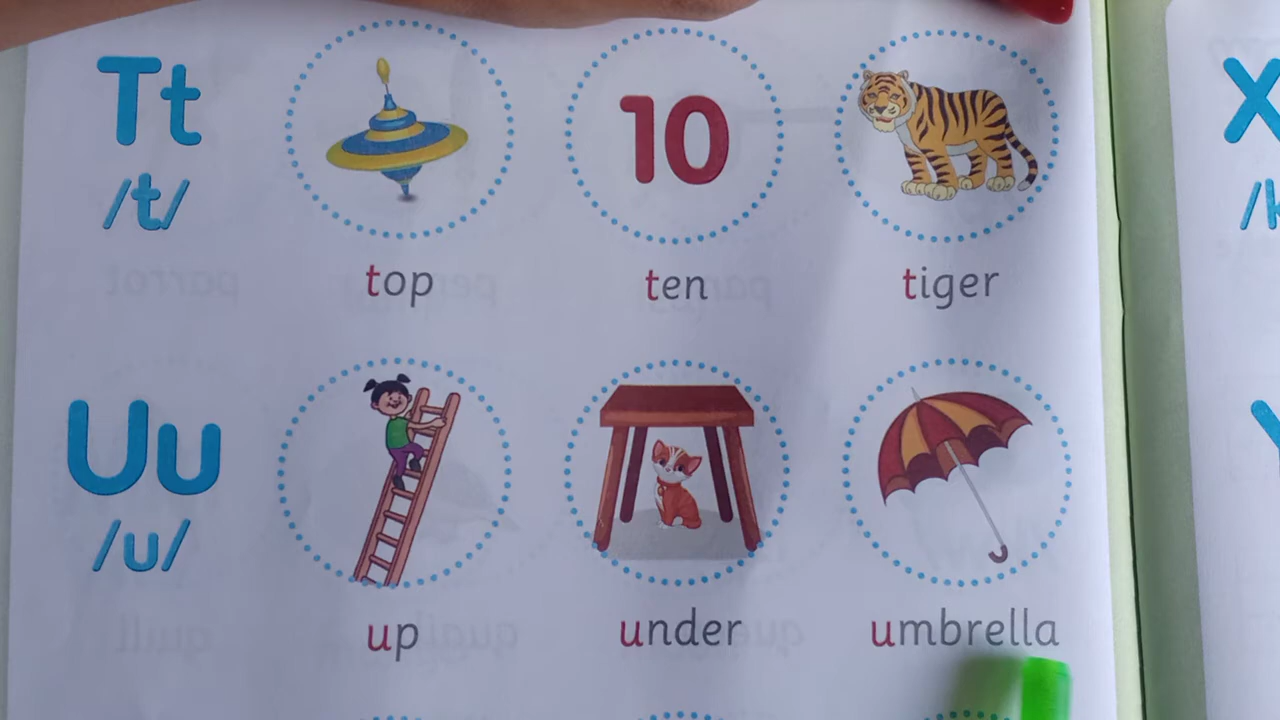 Tt
/t/
10
top ten tiger
Uu
/u/
up under umbrella
X